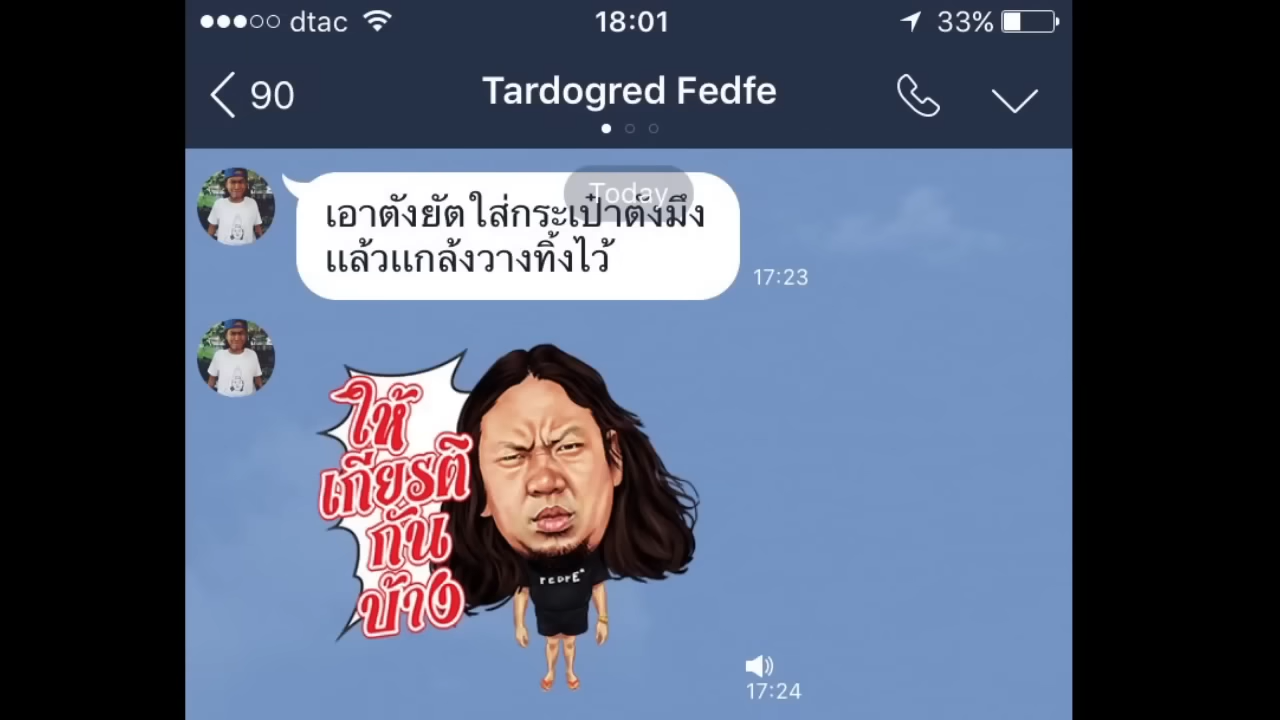 dtac 18:01 33%
90 Tardogred Fedfe
Today
เอาตังยัดใส่กระเป๋าตังมึง
แล้วแกล้งวางทิ้งไว้
17:23
ให้
เกียรติ
กัน
บ้าง
FEDFE
17:24